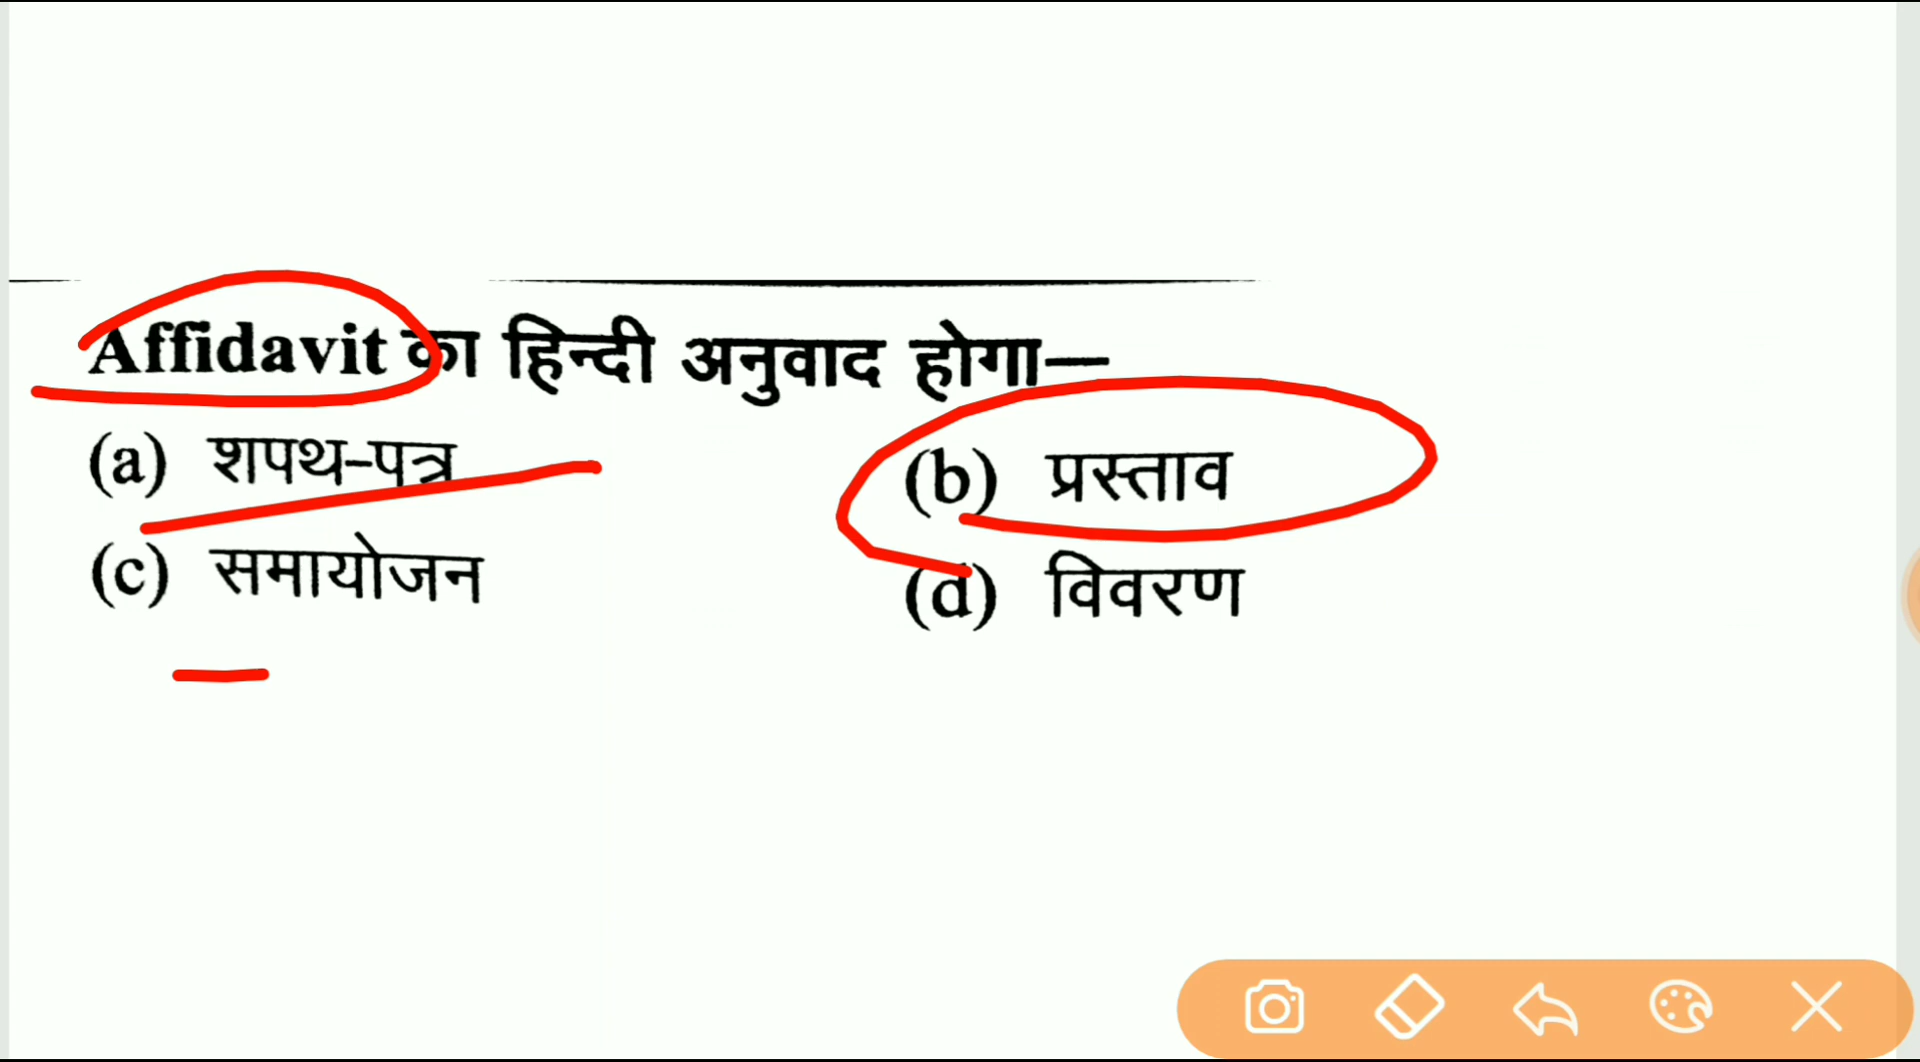 Affidavit का हिन्दी अनुवाद होगा—
(a) शपथ-पत्र (b) प्रस्ताव
(c) समायोजन (d) विवरण